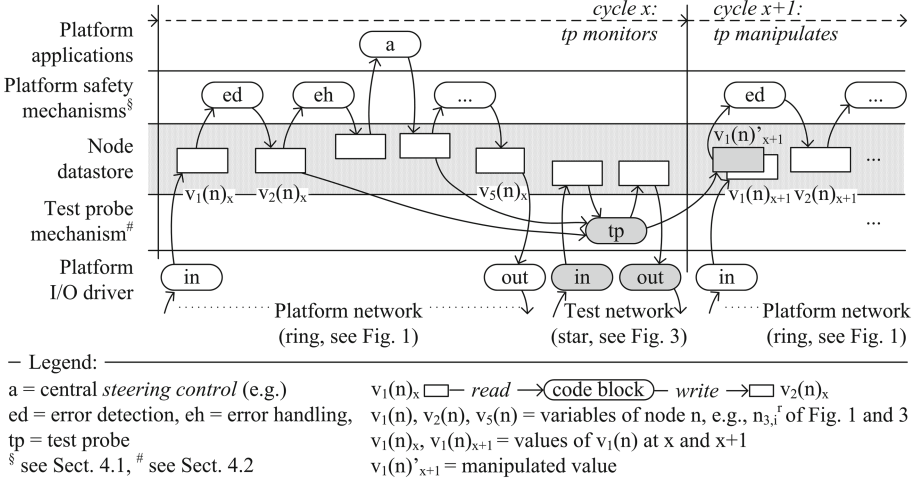 cycle x:
tp monitors
cycle x+1:
tp manipulates
Platform
applications
a
Platform safety
mechanisms§
ed
eh
...
ed
...
Node
datastore
v1(n)x
v2(n)x
v5(n)x
v1(n)'x+1
v1(n)x+1
v2(n)x+1
...
Test probe
mechanism#
tp
...
Platform
I/O driver
in
out
in
out
in
Platform network
(ring, see Fig. 1)
Test network
(star, see Fig. 3)
Platform network
(ring, see Fig. 1)
Legend:
a = central steering control (e.g.)
ed = error detection, eh = error handling,
tp = test probe
§ see Sect. 4.1, # see Sect. 4.2
v1(n)x read code block write v2(n)x
v1(n), v2(n), v5(n) = variables of node n, e.g., n3,i^r of Fig. 1 and 3
v1(n)x, v1(n)x+1 = values of v1(n) at x and x+1
v1(n)'x+1 = manipulated value